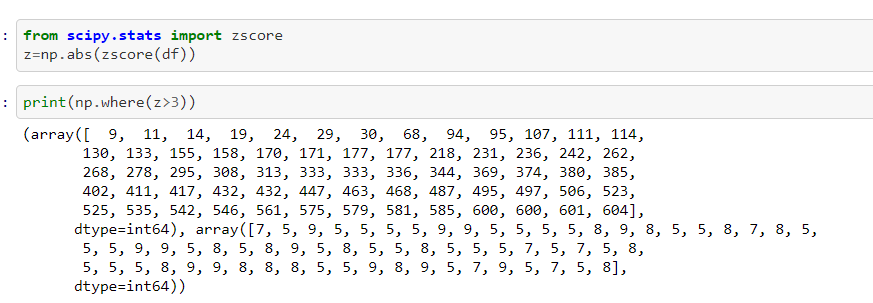 : from scipy.stats import zscore
z=np.abs(zscore(df))
: print(np.where(z>3))
(array([  9,  11,  14,  19,  24,  29,  30,  68,  94,  95, 107, 111, 114,
130, 133, 155, 158, 170, 171, 177, 177, 218, 231, 236, 242, 262,
268, 278, 295, 308, 313, 333, 333, 336, 344, 369, 374, 380, 385,
402, 411, 417, 432, 432, 447, 463, 468, 487, 495, 497, 506, 523,
525, 535, 542, 546, 561, 575, 579, 581, 585, 600, 600, 601, 604],
dtype=int64), array([7, 5, 9, 5, 5, 5, 5, 9, 9, 5, 5, 5, 5, 8, 9, 8, 5, 5, 8, 7, 8, 5,
5, 5, 9, 9, 5, 8, 5, 8, 9, 5, 8, 5, 5, 8, 5, 5, 5, 7, 5, 7, 5, 8,
5, 5, 5, 8, 9, 9, 8, 8, 8, 5, 5, 9, 8, 9, 5, 7, 9, 5, 7, 5, 8],
dtype=int64))